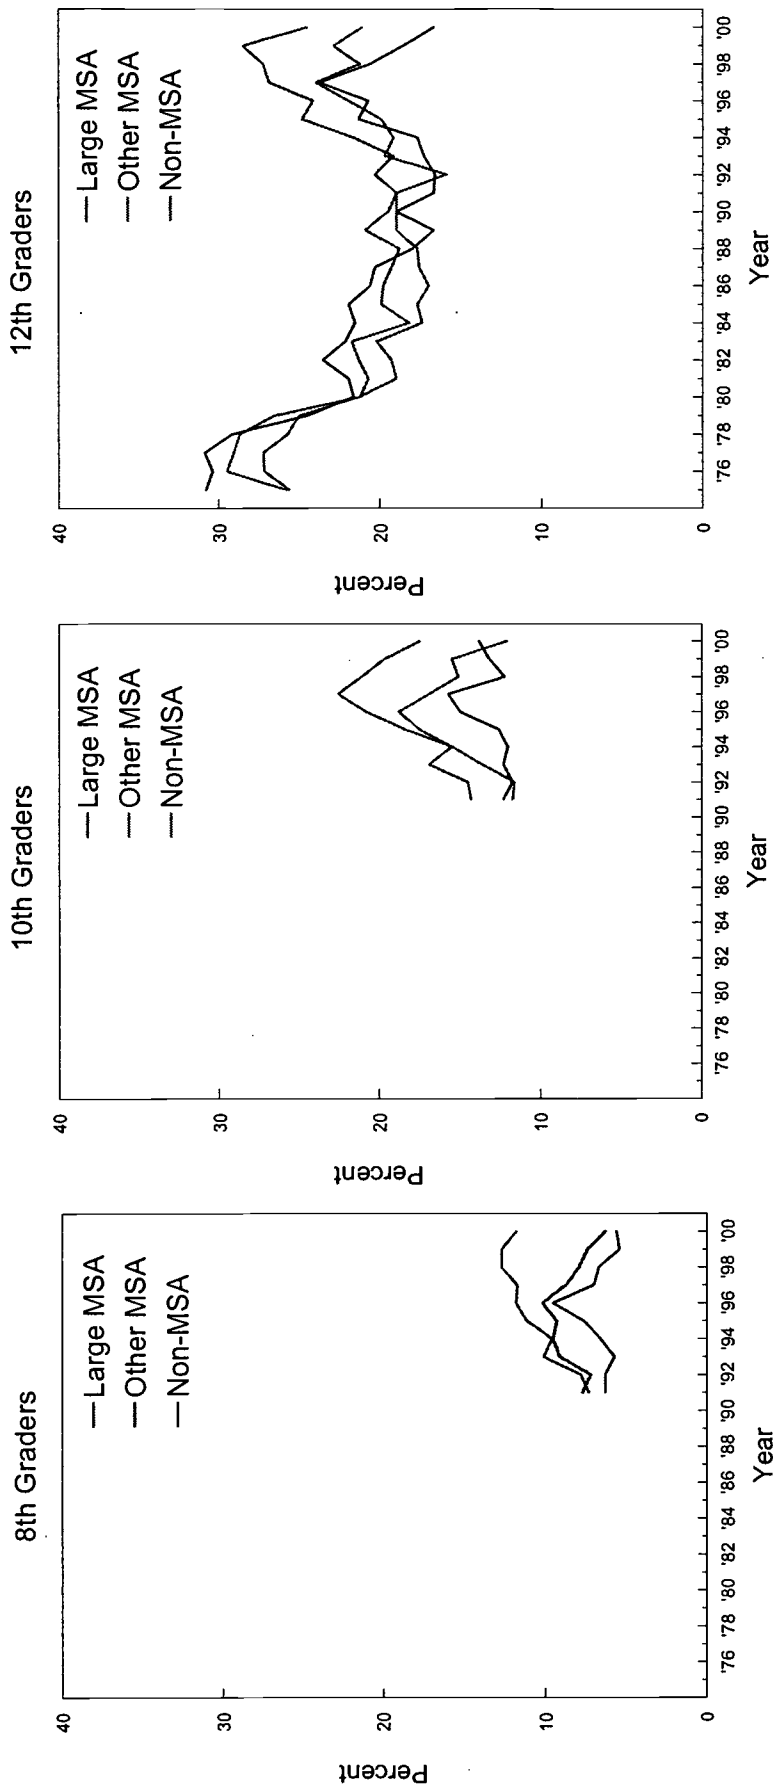 8th Graders
— Large MSA
— Other MSA
— Non-MSA
Percent
40
30
20
10
0
'76 '78 '80 '82 '84 '86 '88 '90 '92 '94 '96 '98 '00
Year
10th Graders
— Large MSA
— Other MSA
— Non-MSA
Percent
40
30
20
10
0
'76 '78 '80 '82 '84 '86 '88 '90 '92 '94 '96 '98 '00
Year
12th Graders
— Large MSA
— Other MSA
— Non-MSA
Percent
40
30
20
10
0
'76 '78 '80 '82 '84 '86 '88 '90 '92 '94 '96 '98 '00
Year